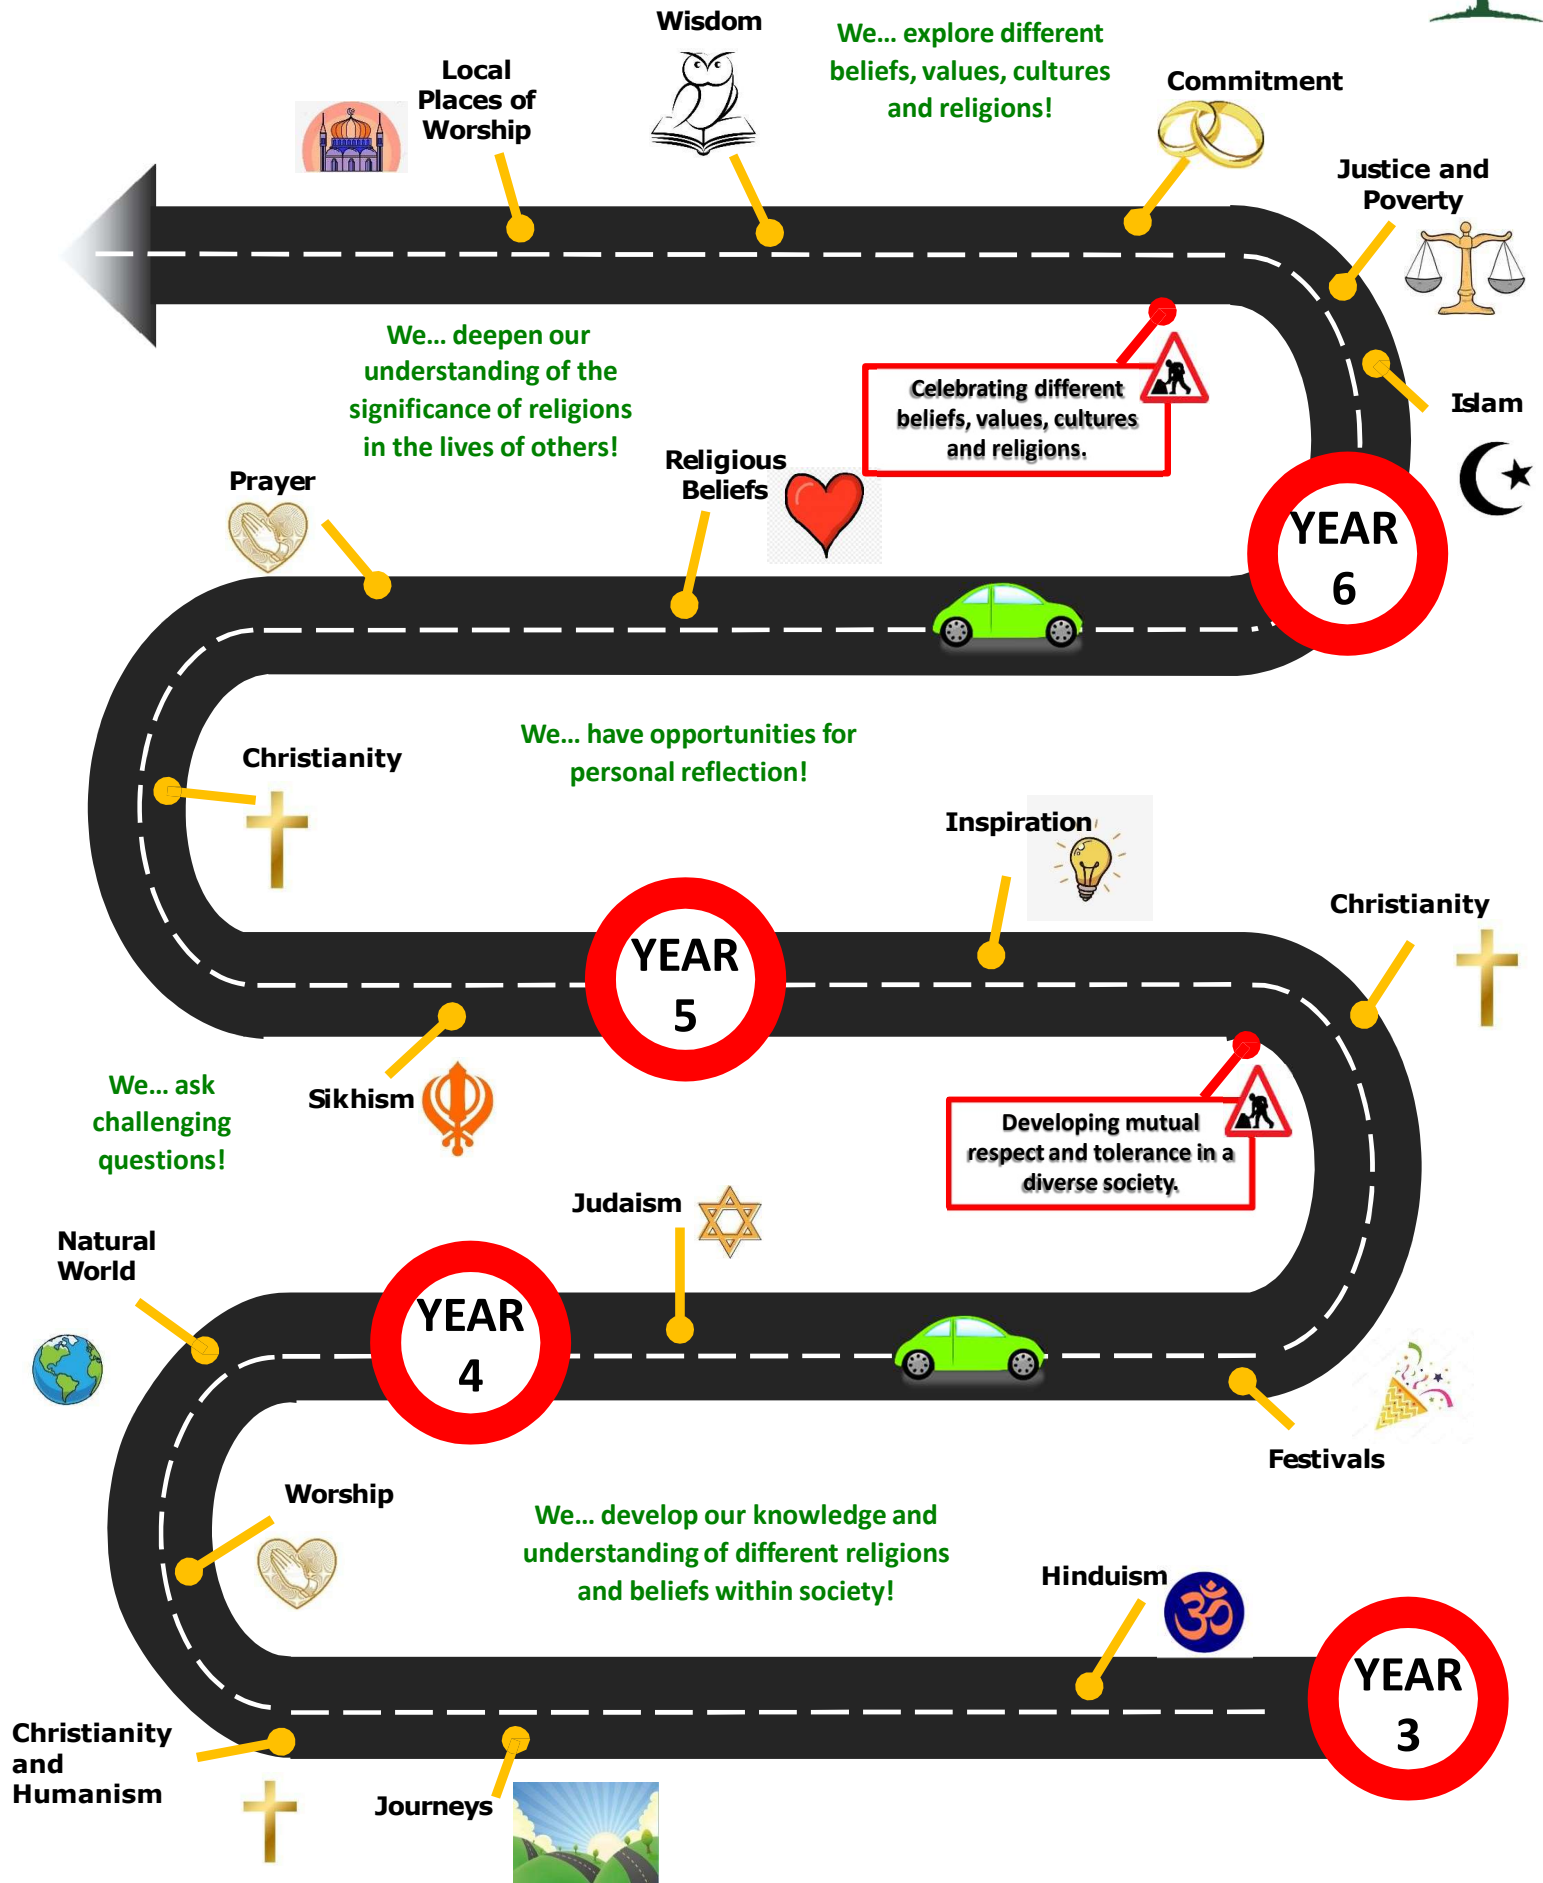 Wisdom
We... explore different
beliefs, values, cultures
and religions!
Local
Places of
Worship
Commitment
Justice and
Poverty
We... deepen our
understanding of the
significance of religions
in the lives of others!
Celebrating different
beliefs, values, cultures
and religions.
Islam
Prayer
Religious
Beliefs
YEAR
6
We... have opportunities for
personal reflection!
Christianity
Inspiration
Christianity
YEAR
5
We... ask
challenging
questions!
Sikhism
Developing mutual
respect and tolerance in a
diverse society.
Judaism
Natural
World
YEAR
4
Festivals
Worship
We... develop our knowledge and
understanding of different religions
and beliefs within society!
Hinduism
YEAR
3
Christianity
and
Humanism
Journeys